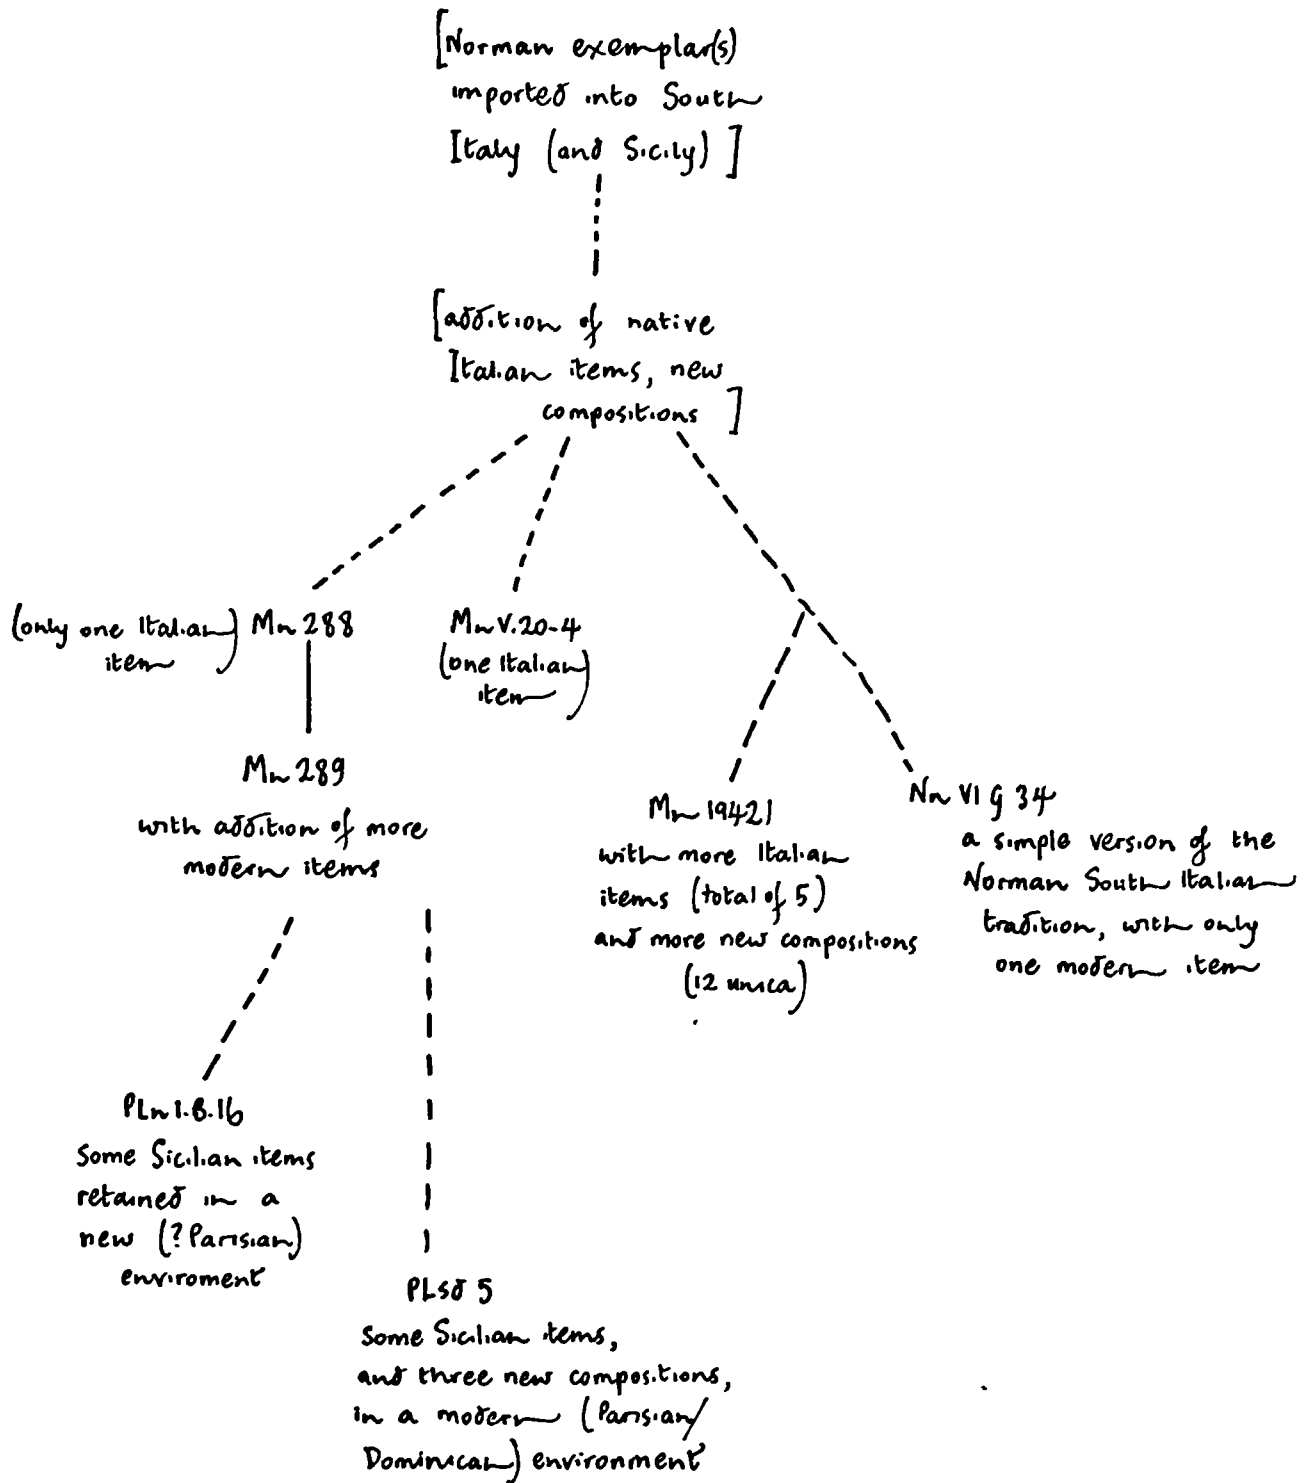 [Norman exemplar(s)
imported into South
Italy (and Sicily)]
[addition of native
Italian items, new
compositions]
(only one Italian
item)
Mn 288
Mn V.20-4
(one Italian
item)
Mn 289
with addition of more
modern items
Mn 19421
with more Italian
items (total of 5)
and more new compositions
(12 unica)
Nn VI G 34
a simple version of the
Norman South Italian
tradition, with only
one modern item
PLn I.B.16
Some Sicilian items
retained in a
new (?Parisian)
enviroment
PLsd 5
Some Sicilian items,
and three new compositions,
in a modern (Parisian/
Dominican) environment